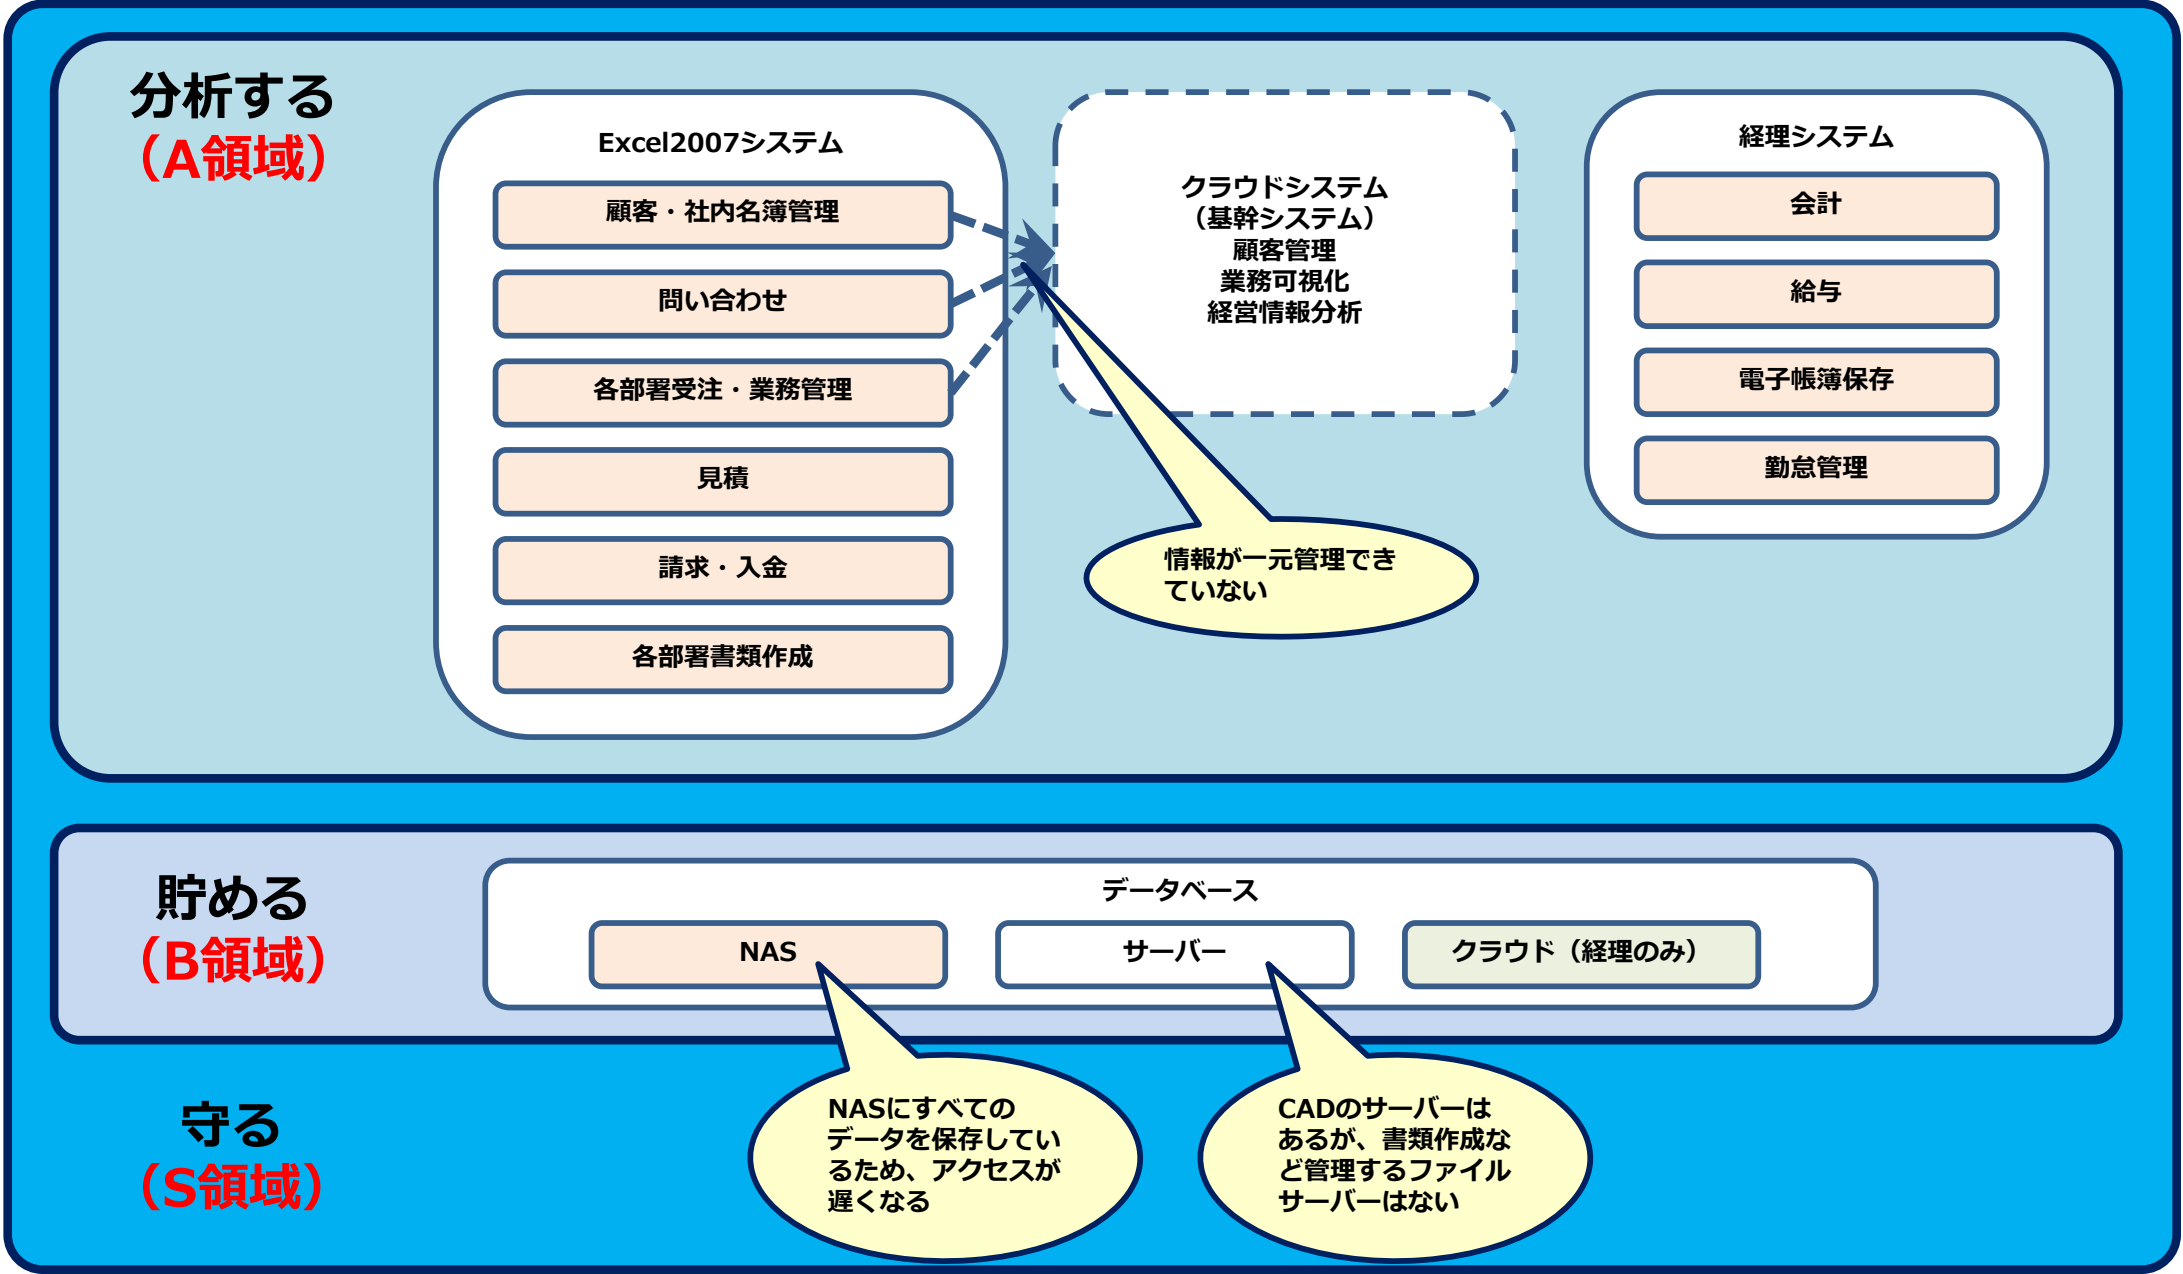 分析する
（A領域）
Excel2007システム
顧客・社内名簿管理
問い合わせ
各部署受注・業務管理
見積
請求・入金
各部署書類作成
クラウドシステム
（基幹システム）
顧客管理
業務可視化
経営情報分析
経理システム
会計
給与
電子帳簿保存
勤怠管理
情報が一元管理でき
ていない
貯める
（B領域）
データベース
NAS
サーバー
クラウド（経理のみ）
守る
（S領域）
NASにすべての
データを保存してい
るため、アクセスが
遅くなる
CADのサーバーは
あるが、書類作成な
ど管理するファイル
サーバーはない